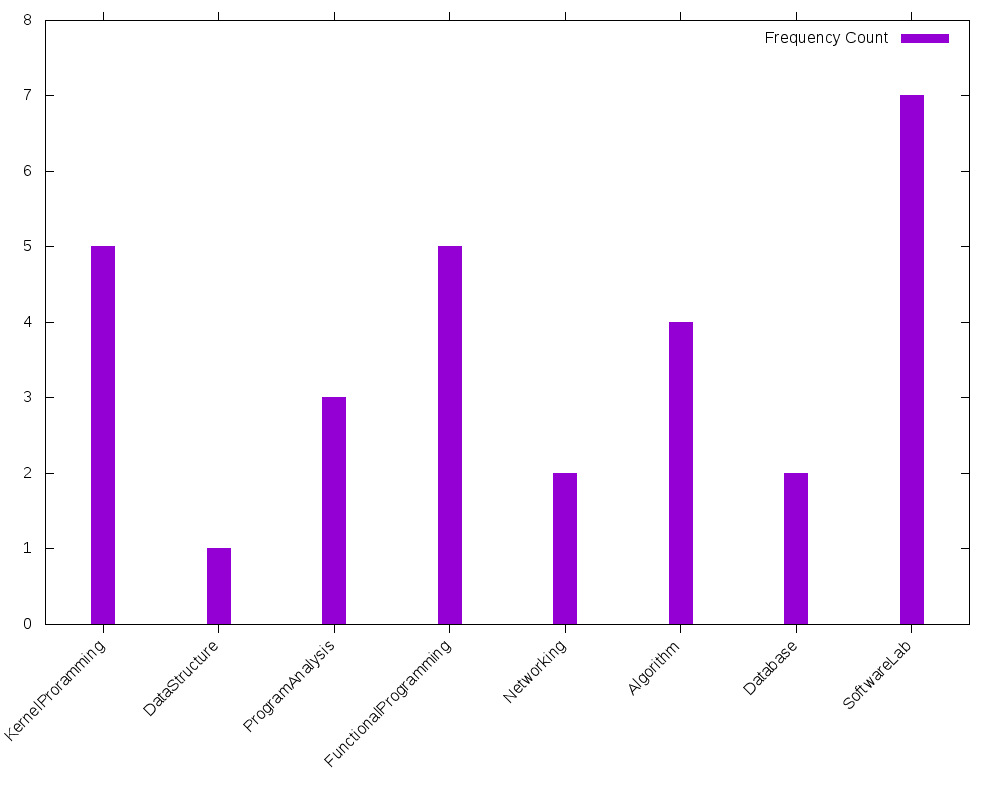 8
Frequency Count
7
6
5
4
3
2
1
0
KernelProramming
DataStructure
ProgramAnalysis
FunctionalProgramming
Networking
Algorithm
Database
SoftwareLab